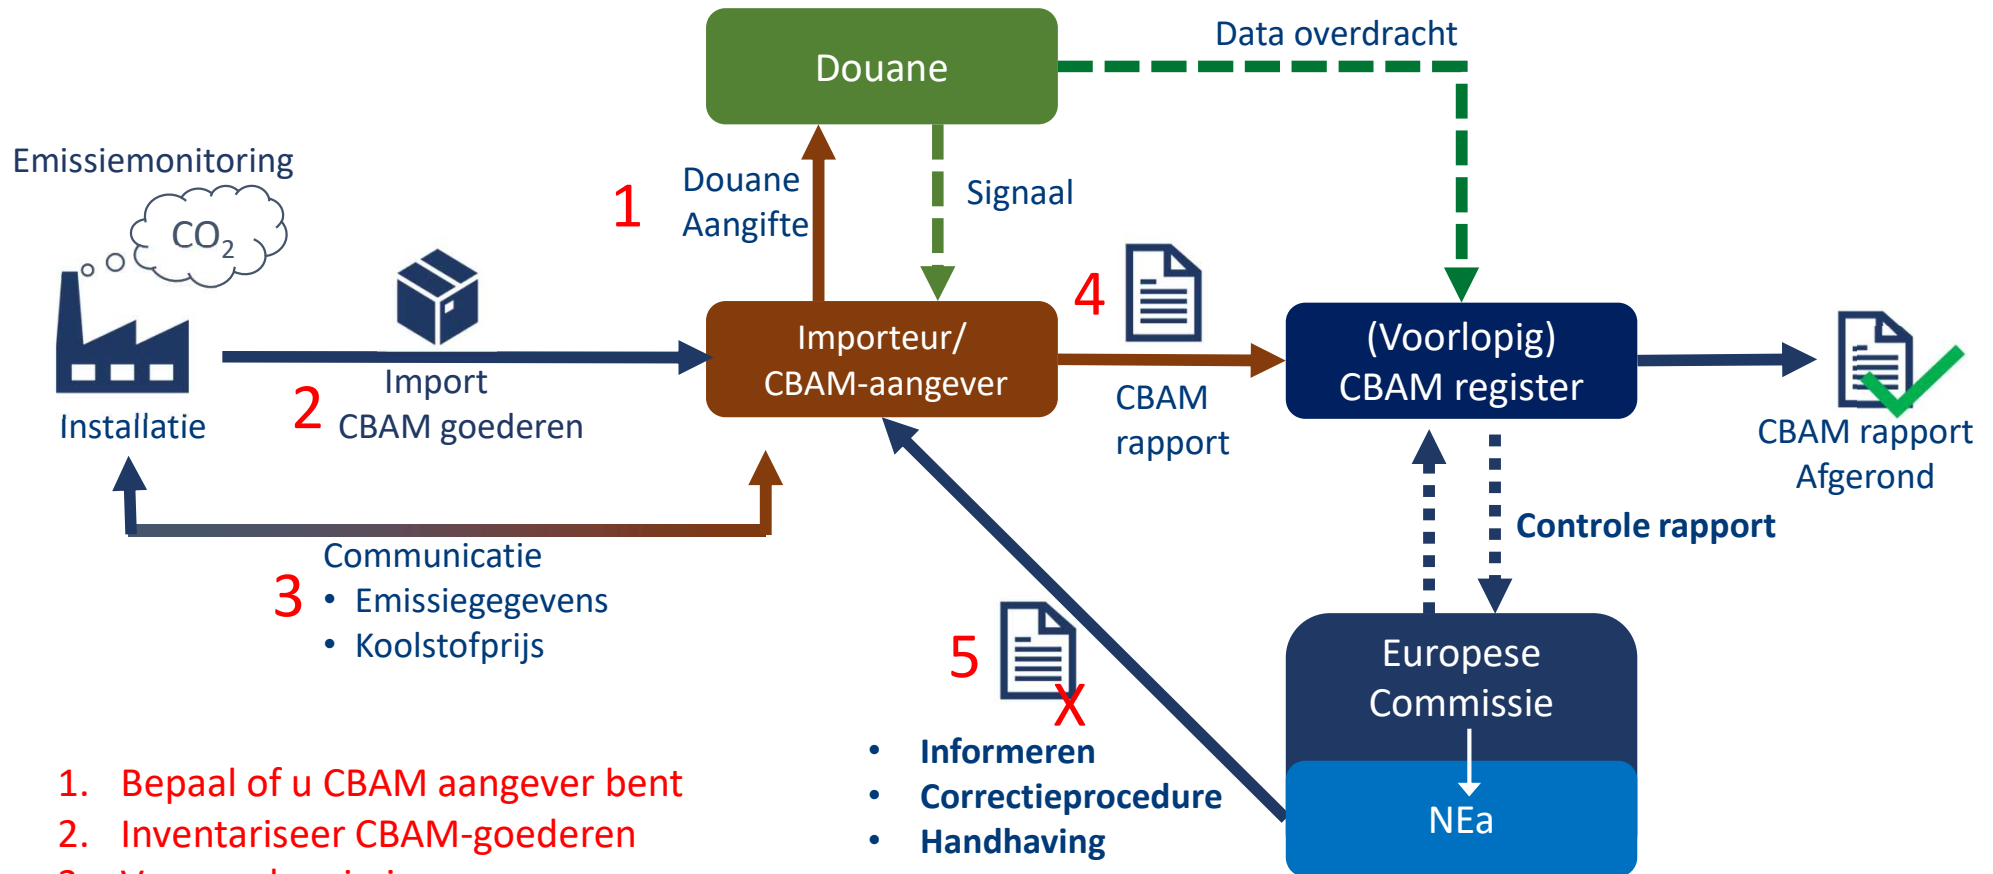 Douane
Data overdracht
Emissiemonitoring
CO2
1
Douane
Aangifte
Signaal
4
Importeur/
CBAM-aangever
(Voorlopig)
CBAM register
2
Import
CBAM goederen
Installatie
CBAM
rapport
CBAM rapport
Afgerond
Controle rapport
3
Communicatie
• Emissiegegevens
• Koolstofprijs
5
X
Europese
Commissie
NEa
• Informeren
• Correctieprocedure
• Handhaving
1. Bepaal of u CBAM aangever bent
2. Inventariseer CBAM-goederen